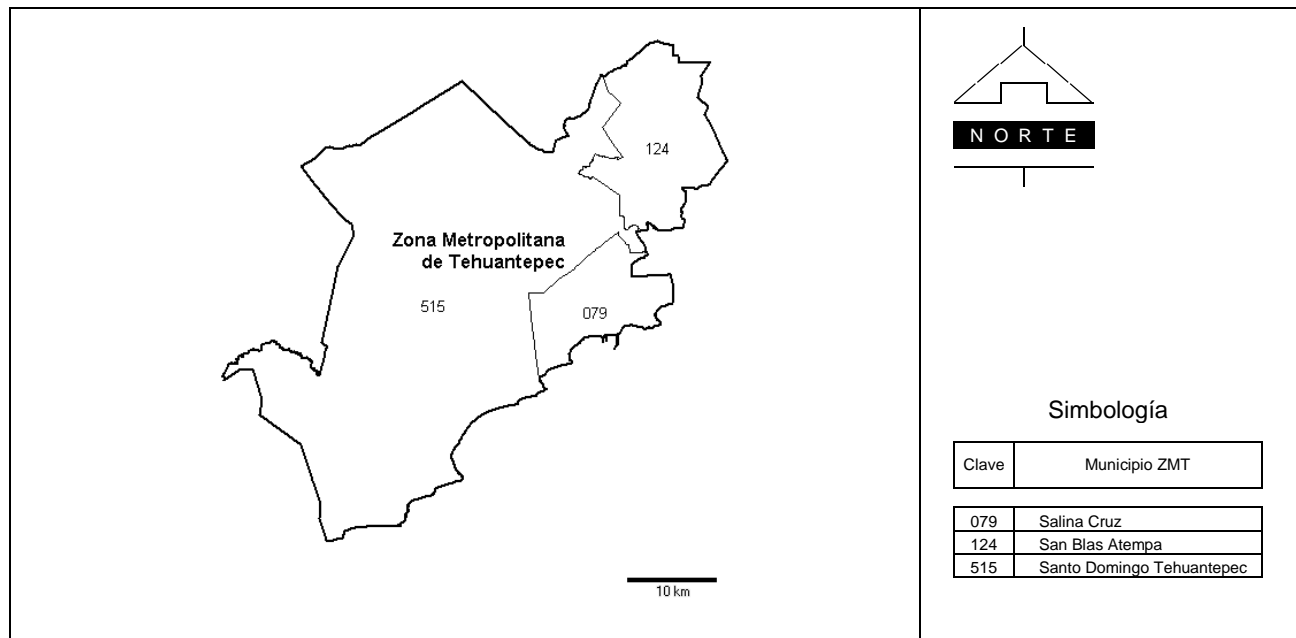 124
Zona Metropolitana
de Tehuantepec
515
079
10 km
NORTE
Simbología
Clave Municipio ZMT
079 Salina Cruz
124 San Blas Atempa
515 Santo Domingo Tehuantepec